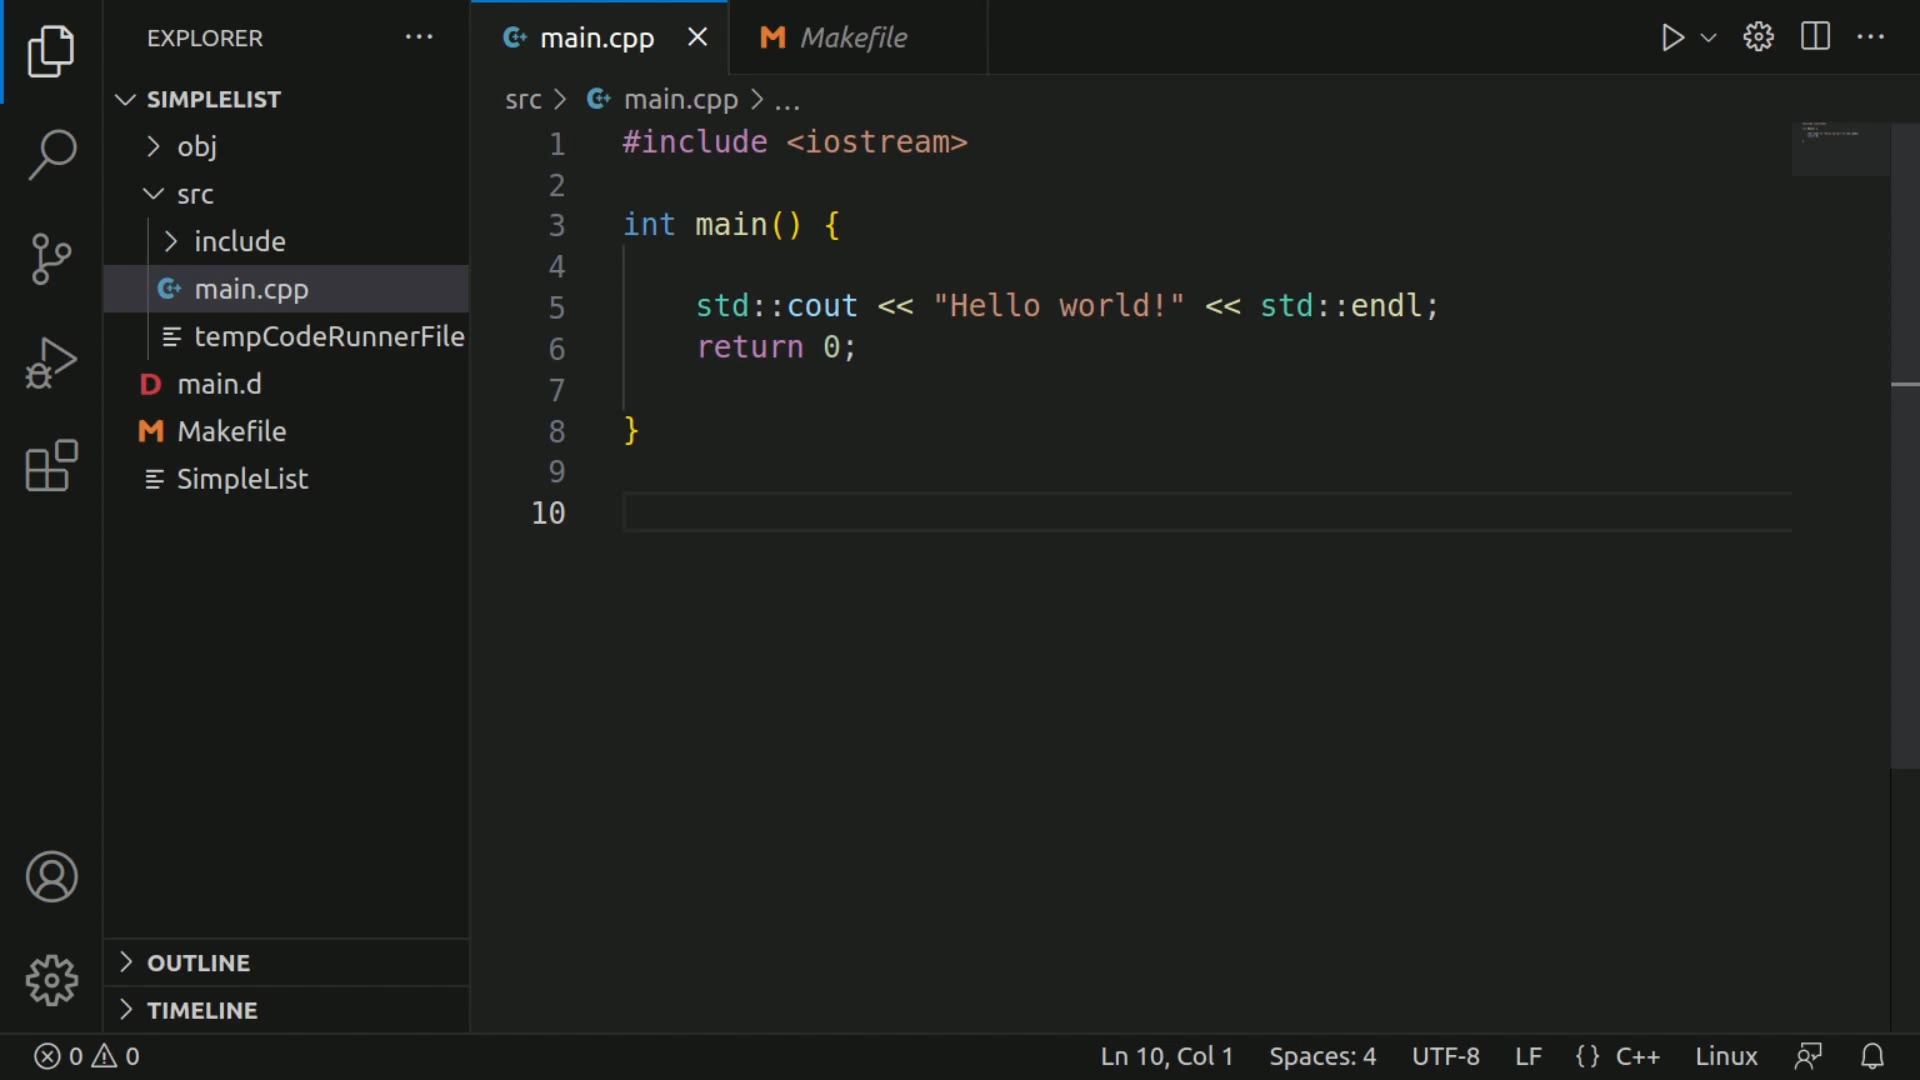 EXPLORER ...
SIMPLELIST
obj
src
include
main.cpp
tempCodeRunnerFile
main.d
Makefile
SimpleList
OUTLINE
TIMELINE
main.cpp
Makefile
src > main.cpp > ...
1 #include <iostream>
2
3 int main() {
4
5 std::cout << "Hello world!" << std::endl;
6 return 0;
7
8 }
9
10
0 0 Ln 10, Col 1 Spaces: 4 UTF-8 LF {} C++ Linux